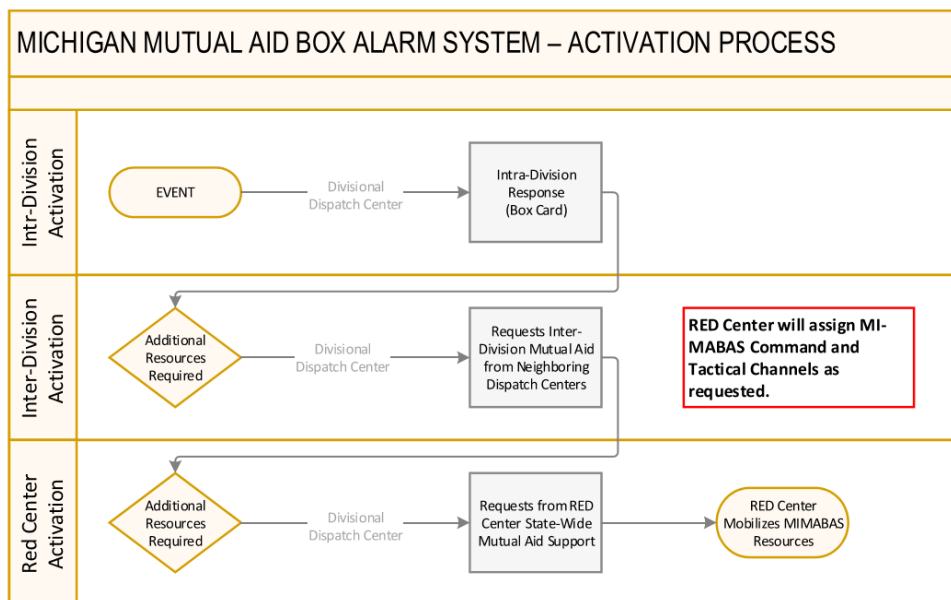 MICHIGAN MUTUAL AID BOX ALARM SYSTEM – ACTIVATION PROCESS
Intr-Division
Activation
EVENT
Divisional
Dispatch Center
Intra-Division
Response
(Box Card)
Inter-Division
Activation
Additional
Resources
Required
Divisional
Dispatch Center
Requests Inter-
Division Mutual Aid
from Neighboring
Dispatch Centers
RED Center will assign MI-
MABAS Command and
Tactical Channels as
requested.
Red Center
Activation
Additional
Resources
Required
Divisional
Dispatch Center
Requests from RED
Center State-Wide
Mutual Aid Support
RED Center
Mobilizes MIMABAS
Resources